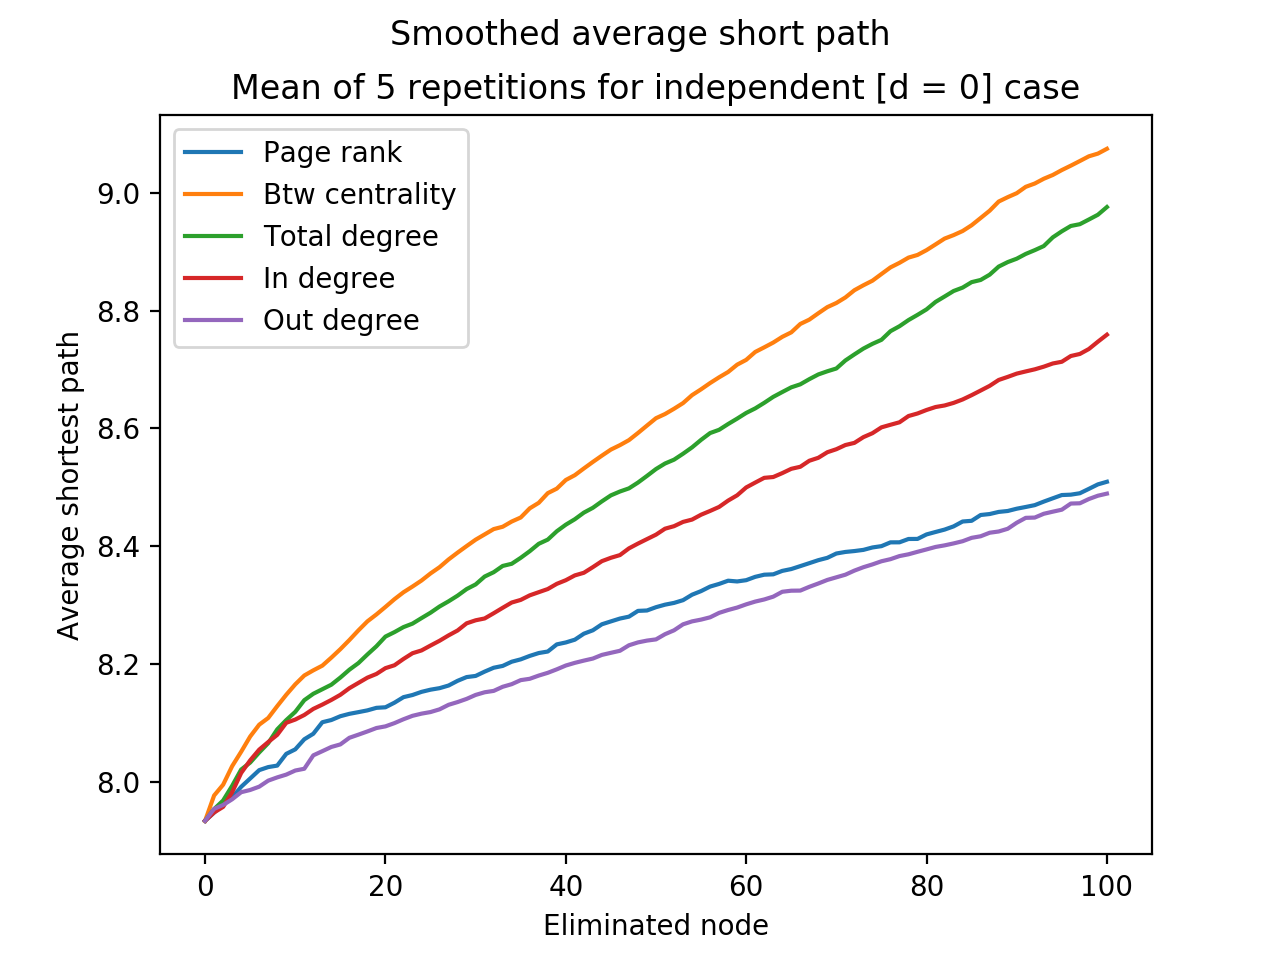 Smoothed average short path
Mean of 5 repetitions for independent [d = 0] case
Page rank
Btw centrality
Total degree
In degree
Out degree
9.0
8.8
8.6
8.4
8.2
8.0
Average shortest path
0 20 40 60 80 100
Eliminated node